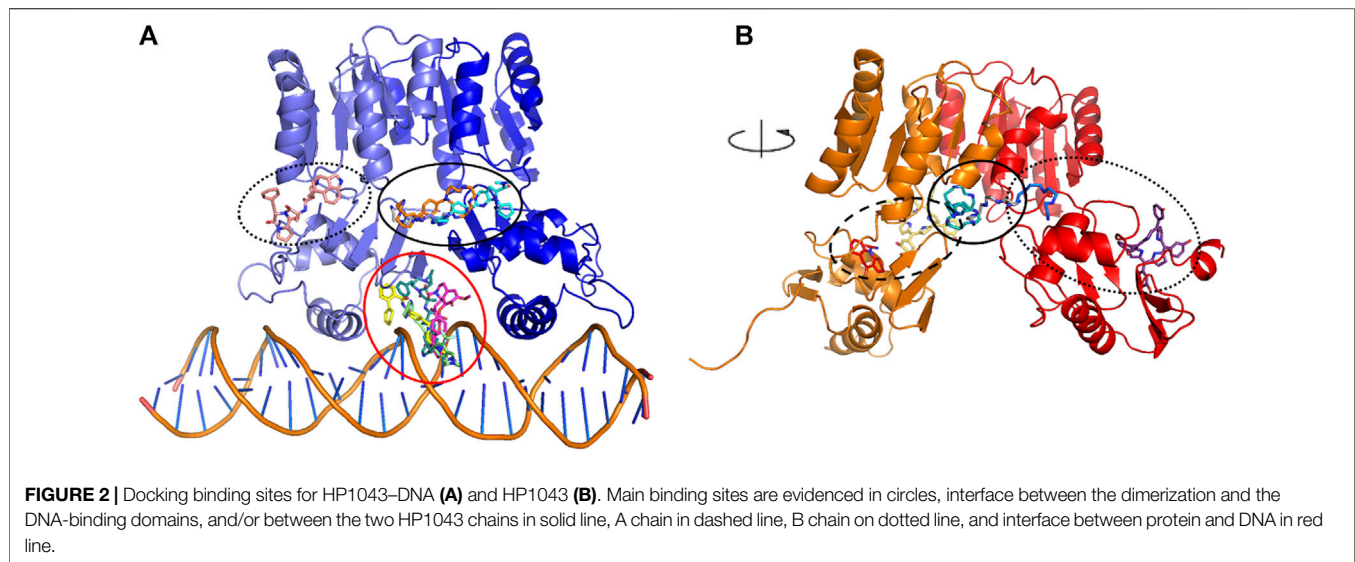 A
B
FIGURE 2 | Docking binding sites for HP1043–DNA (A) and HP1043 (B). Main binding sites are evidenced in circles, interface between the dimerization and the
DNA-binding domains, and/or between the two HP1043 chains in solid line, A chain in dashed line, B chain on dotted line, and interface between protein and DNA in red
line.